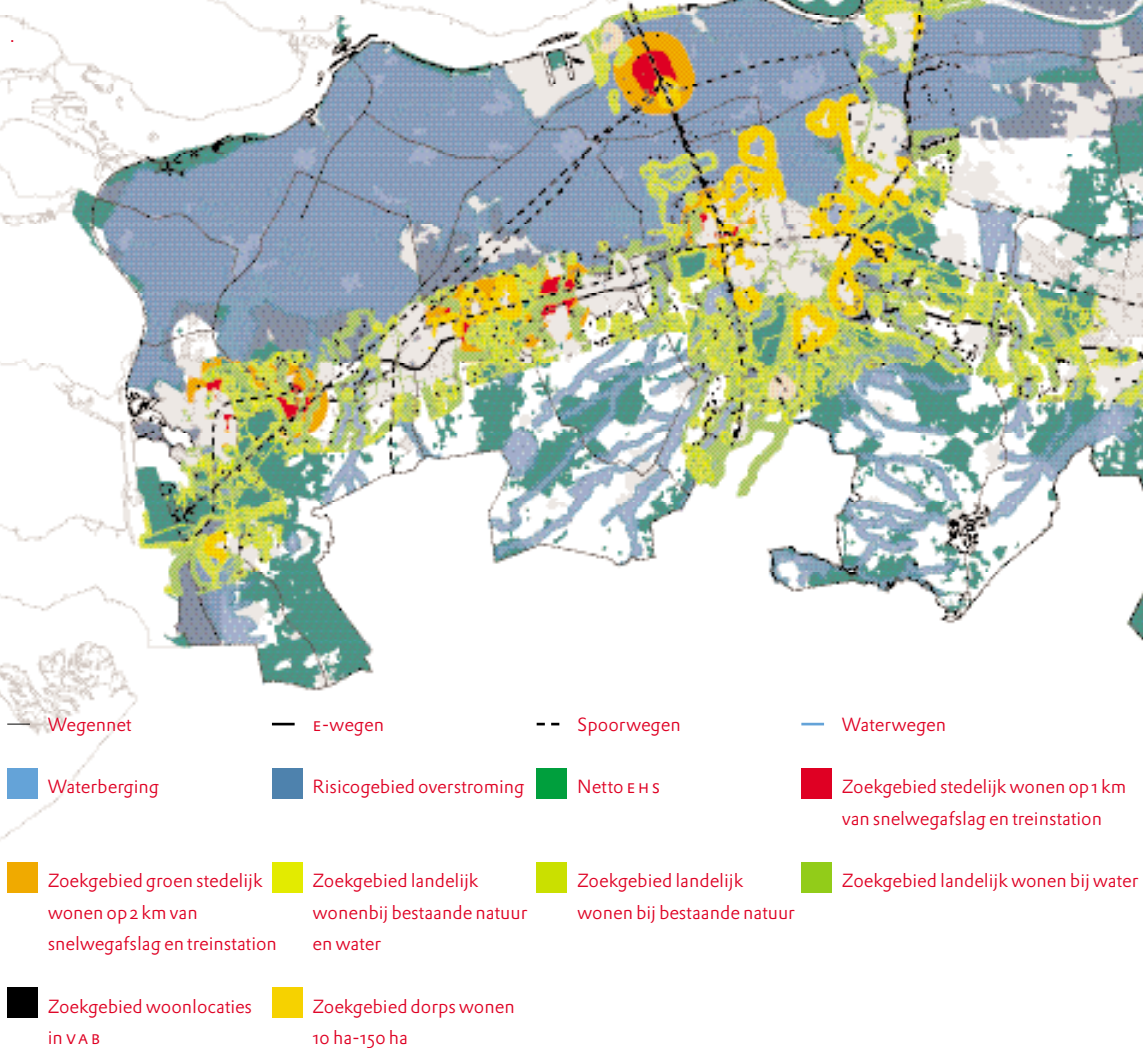 Wegennet
E-wegen
Spoorwegen
Waterwegen
Waterberging
Risicogebied overstroming
Netto EHS
Zoekgebied stedelijk wonen op 1 km
van snelwegafslag en treinstation
Zoekgebied groen stedelijk
wonen op 2 km van
snelwegafslag en treinstation
Zoekgebied landelijk
wonenbij bestaande natuur
en water
Zoekgebied landelijk
wonen bij bestaande natuur
Zoekgebied landelijk wonen bij water
Zoekgebied woonlocaties
in VAB
Zoekgebied dorps wonen
10 ha-150 ha